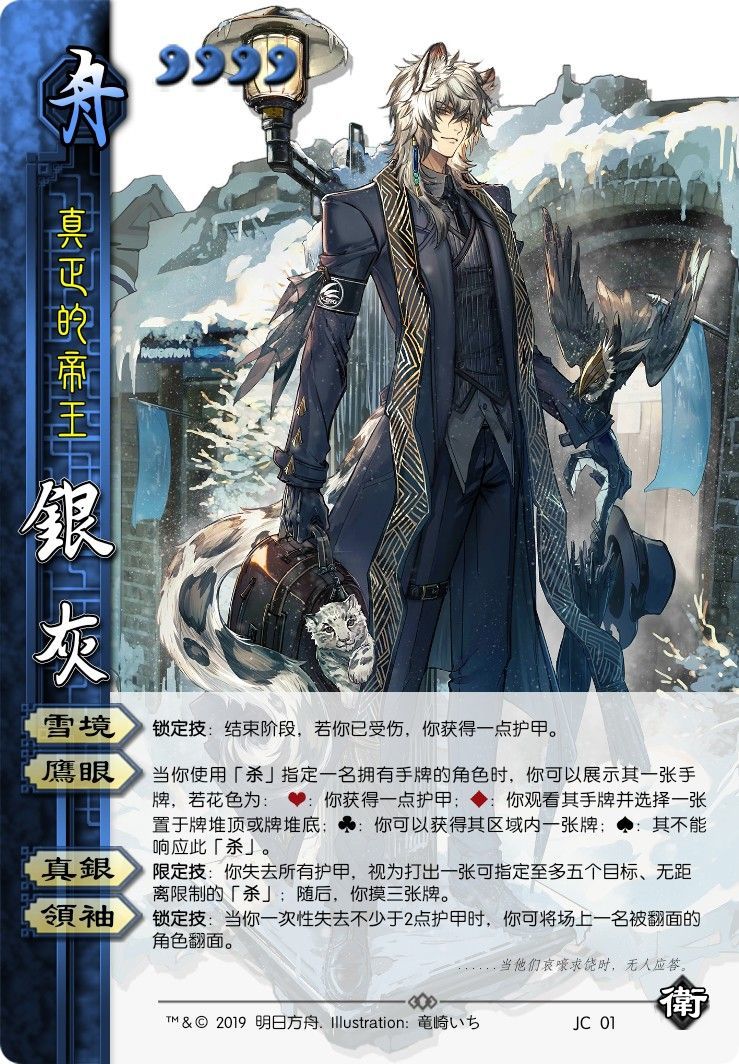 舟
真正的帝王
銀灰
雪境
锁定技：结束阶段，若你已受伤，你获得一点护甲。
鷹眼
当你使用「杀」指定一名拥有手牌的角色时，你可以展示其一张手
牌，若花色为：♥：你获得一点护甲；♦：你观看其手牌并选择一张
置于牌堆顶或牌堆底；♣：你可以获得其区域内一张牌；♠：其不能
响应此「杀」。
真銀
限定技：你失去所有护甲，视为打出一张可指定至多五个目标、无距
离限制的「杀」；随后，你摸三张牌。
領袖
锁定技：当你一次性失去不少于2点护甲时，你可将场上一名被翻面的
角色翻面。
......当他们哀嚎求饶时，无人应答。
衛
™&© 2019 明日方舟. Illustration: 竜崎いち JC 01